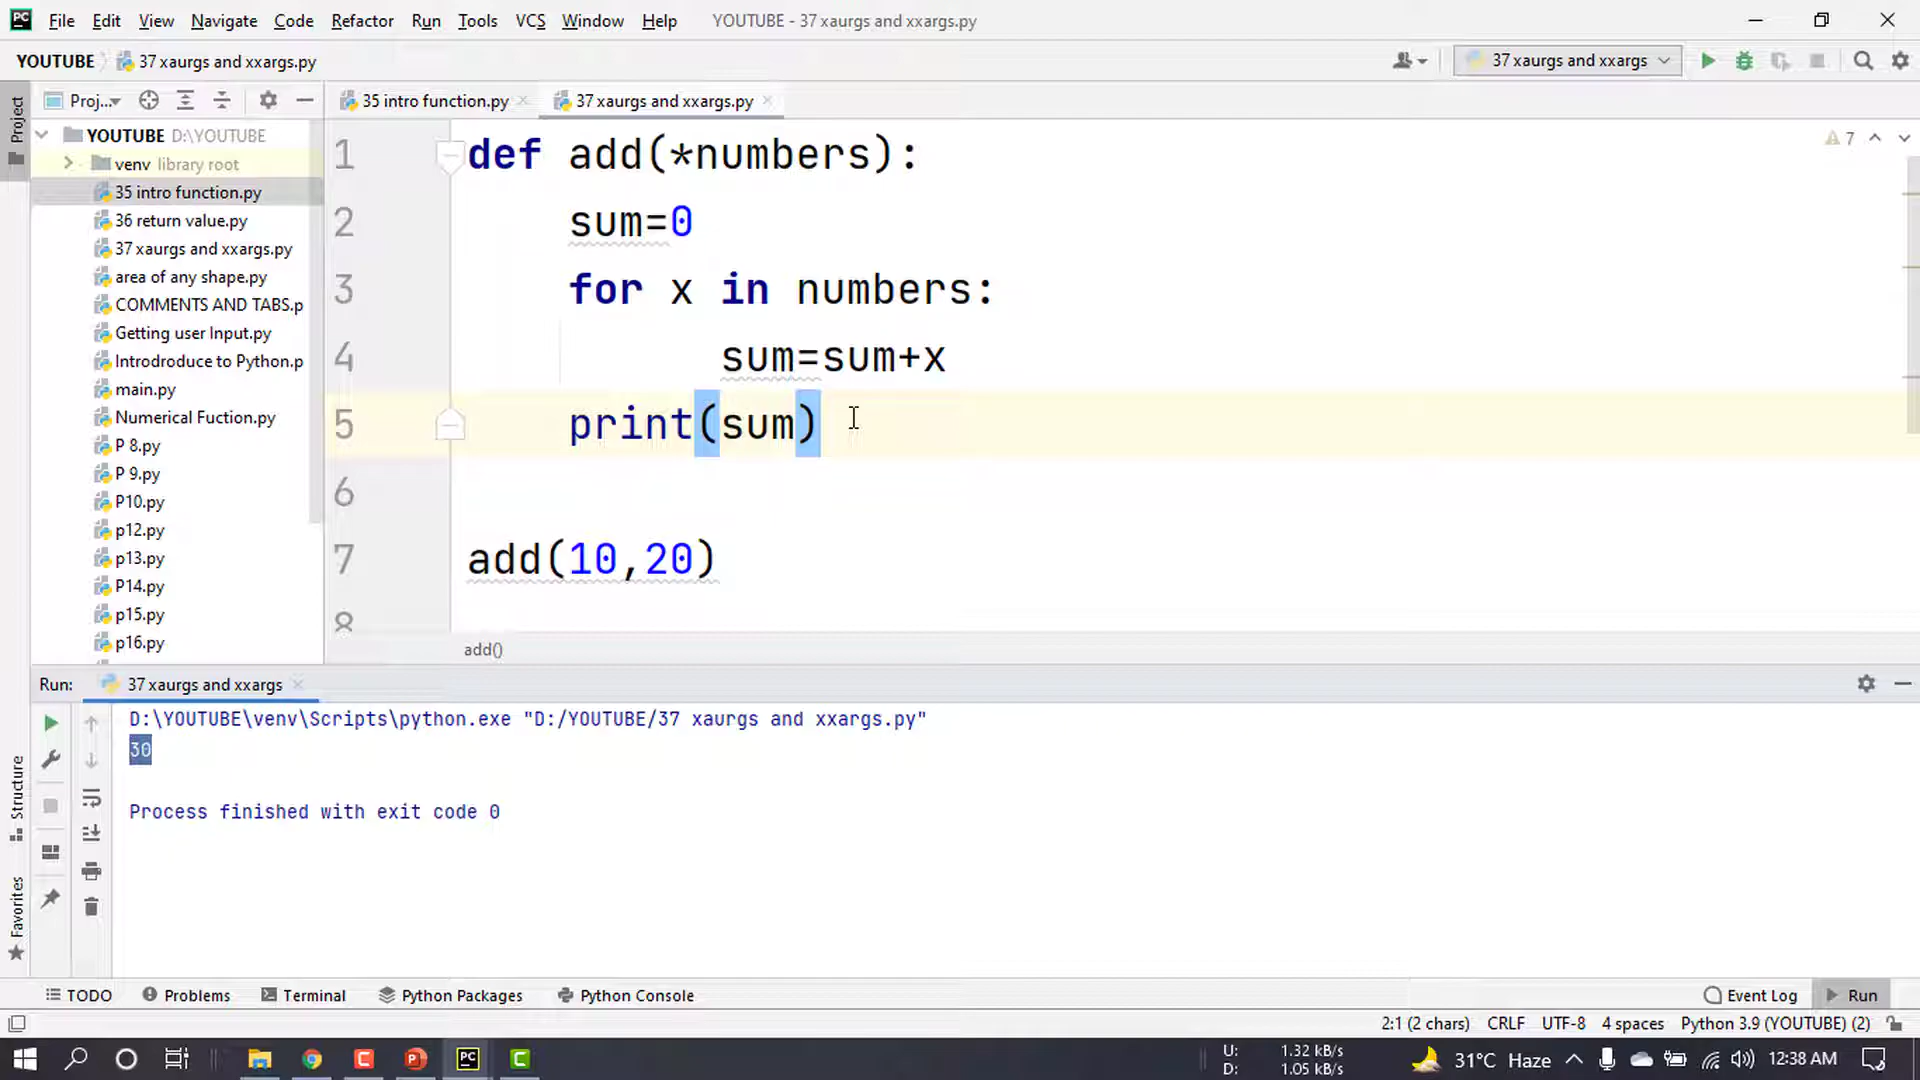 File Edit View Navigate Code Refactor Run Tools VCS Window Help YOUTUBE - 37 xaurgs and xxargs.py
YOUTUBE 37 xaurgs and xxargs.py 37 xaurgs and xxargs
Project
Proj... 35 intro function.py 37 xaurgs and xxargs.py
YOUTUBE D:\YOUTUBE
venv library root
35 intro function.py
36 return value.py
37 xaurgs and xxargs.py
area of any shape.py
COMMENTS AND TABS.p
Getting user Input.py
Introdroduce to Python.p
main.py
Numerical Fuction.py
P 8.py
P 9.py
P10.py
p12.py
p13.py
P14.py
p15.py
p16.py
1 def add(*numbers):
2 sum=0
3 for x in numbers:
4 sum=sum+x
5 print(sum)
6
7 add(10,20)
8
7
add()
Run: 37 xaurgs and xxargs
D:\YOUTUBE\venv\Scripts\python.exe "D:/YOUTUBE/37 xaurgs and xxargs.py"
30
Process finished with exit code 0
Structure
Favorites
TODO Problems Terminal Python Packages Python Console Event Log Run
2:1 (2 chars) CRLF UTF-8 4 spaces Python 3.9 (YOUTUBE) (2)
U: 1.32 kB/s
D: 1.05 kB/s
31°C Haze 12:38 AM